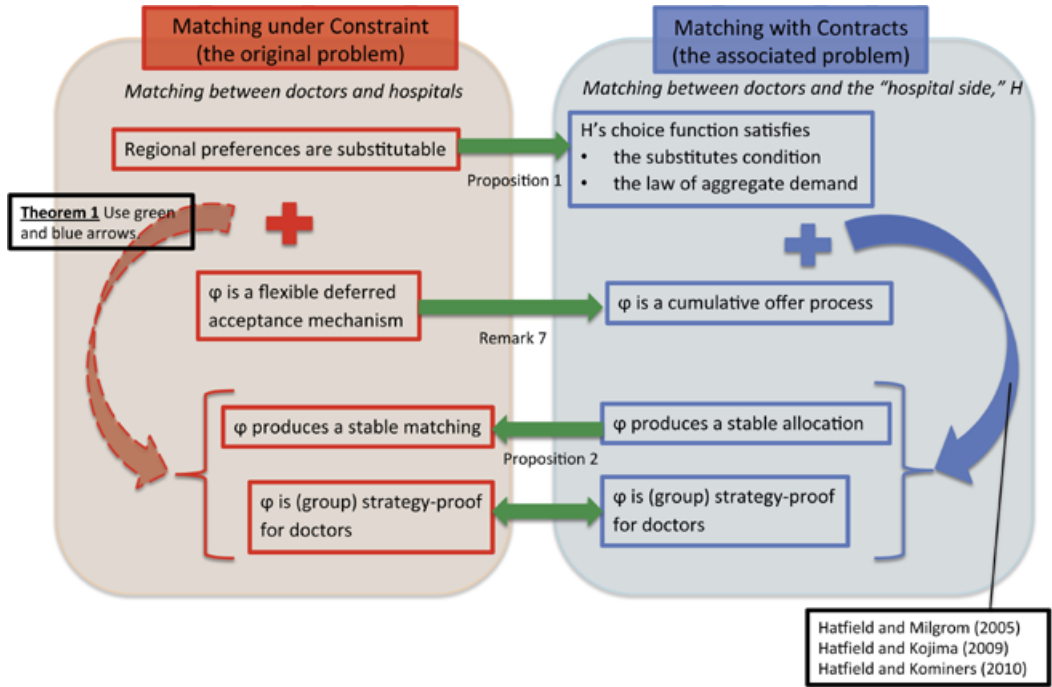 Matching under Constraint
(the original problem)
Matching between doctors and hospitals
Matching with Contracts
(the associated problem)
Matching between doctors and the “hospital side,” H
Regional preferences are substitutable
Proposition 1
H’s choice function satisfies
• the substitutes condition
• the law of aggregate demand
Theorem 1 Use green
and blue arrows.
φ is a flexible deferred
acceptance mechanism
Remark 7
φ is a cumulative offer process
φ produces a stable matching
Proposition 2
φ produces a stable allocation
φ is (group) strategy-proof
for doctors
φ is (group) strategy-proof
for doctors
Hatfield and Milgrom (2005)
Hatfield and Kojima (2009)
Hatfield and Kominers (2010)